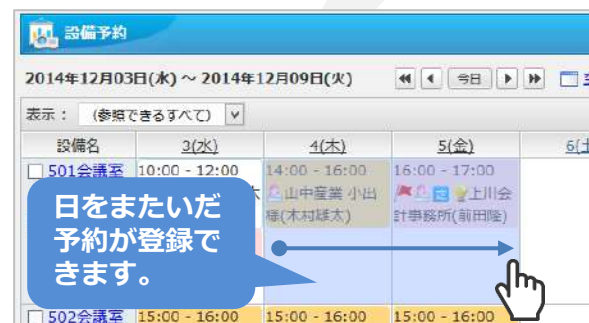 設備予約
2014年12月03日(水) ～ 2014年12月09日(火)
今日
表示： (参照できるすべて)
設備名 3(水) 4(木) 5(金)
501会議室 10:00 - 12:00 14:00 - 16:00 16:00 - 17:00
山中産業 小出 上川会
様(木村雄太) 計事務所(前田隆)
日をまたいだ
予約が登録で
きます。
502会議室 15:00 - 16:00 15:00 - 16:00 15:00 - 16:00